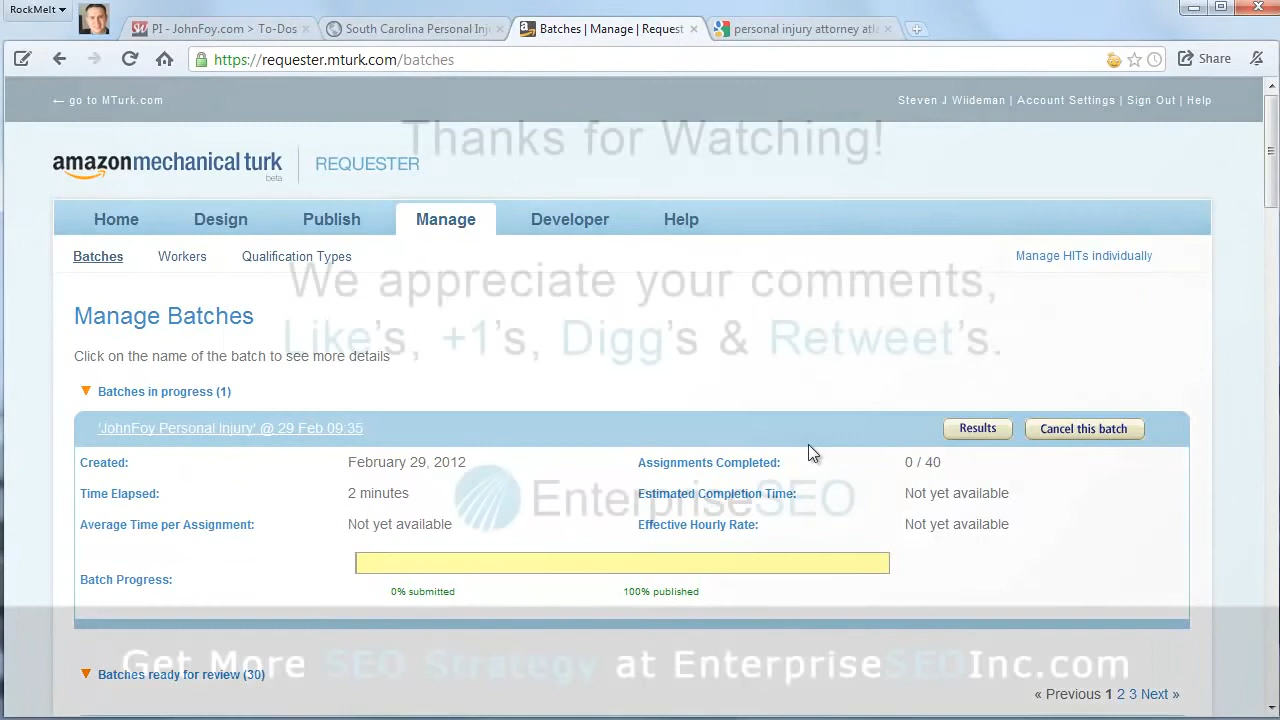 RockMelt
PI - JohnFoy.com > To-Dos
South Carolina Personal Inj
Batches | Manage | Request
personal injury attorney atl
https://requester.mturk.com/batches
Share
← go to MTurk.com
Steven J Wiideman | Account Settings | Sign Out | Help
Thanks for Watching!
amazonmechanical turk
beta
REQUESTER
Home Design Publish Manage Developer Help
Batches Workers Qualification Types
Manage HITs individually
We appreciate your comments,
Manage Batches
Like's, +1's, Digg's & Retweet's.
Click on the name of the batch to see more details
Batches in progress (1)
'JohnFoy Personal Injury' @ 29 Feb 09:35
Results
Cancel this batch
Created: February 29, 2012 Assignments Completed: 0 / 40
Time Elapsed: 2 minutes Estimated Completion Time: Not yet available
EnterpriseSEO
Average Time per Assignment: Not yet available Effective Hourly Rate: Not yet available
Batch Progress:
0% submitted 100% published
Get More SEO Strategy at EnterpriseSEOInc.com
Batches ready for review (30)
« Previous 1 2 3 Next »